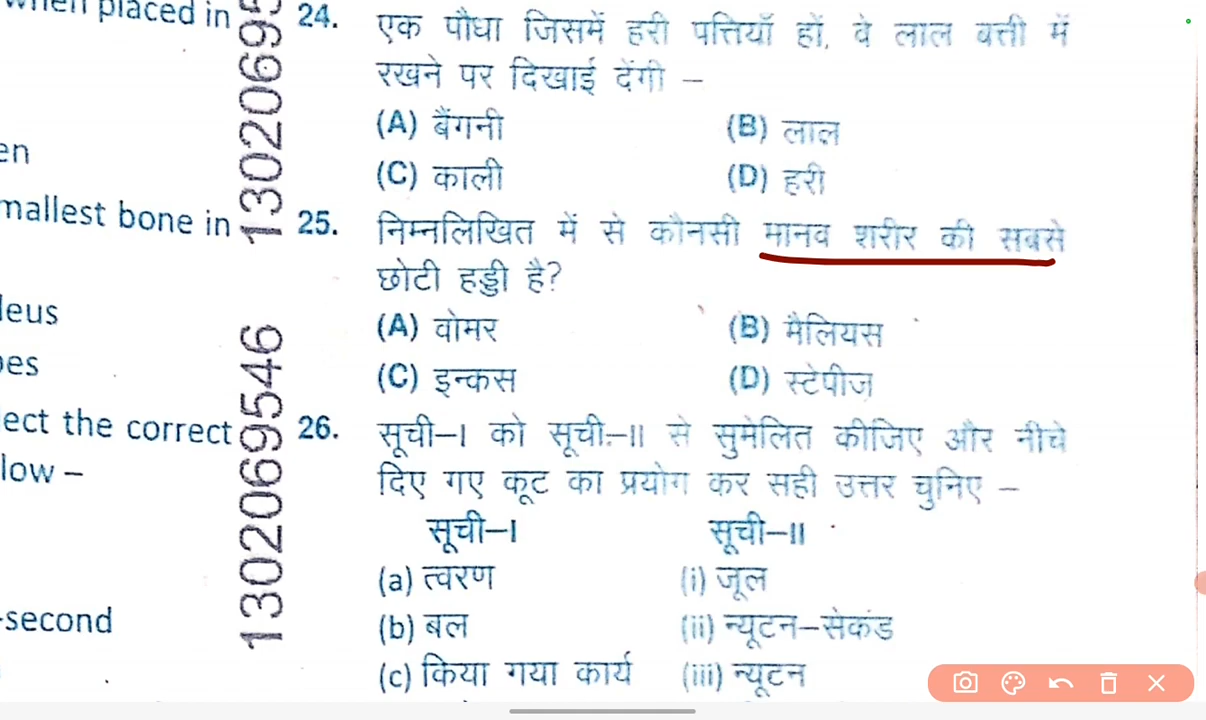 placed in
en
mallest bone in
leus
es
ect the correct
low –
-second
13020695
1302069546
24. एक पौधा जिसमें हरी पत्तियाँ हों, वे लाल बत्ती में
रखने पर दिखाई देंगी –
(A) बैंगनी (B) लाल
(C) काली (D) हरी
25. निम्नलिखित में से कौनसी मानव शरीर की सबसे
छोटी हड्डी है?
(A) वोमर (B) मैलियस
(C) इन्कस (D) स्टेपीज
26. सूची–I को सूची–II से सुमेलित कीजिए और नीचे
दिए गए कूट का प्रयोग कर सही उत्तर चुनिए –
सूची–I सूची–II
(a) त्वरण (i) जूल
(b) बल (ii) न्यूटन–सेकंड
(c) किया गया कार्य (iii) न्यूटन